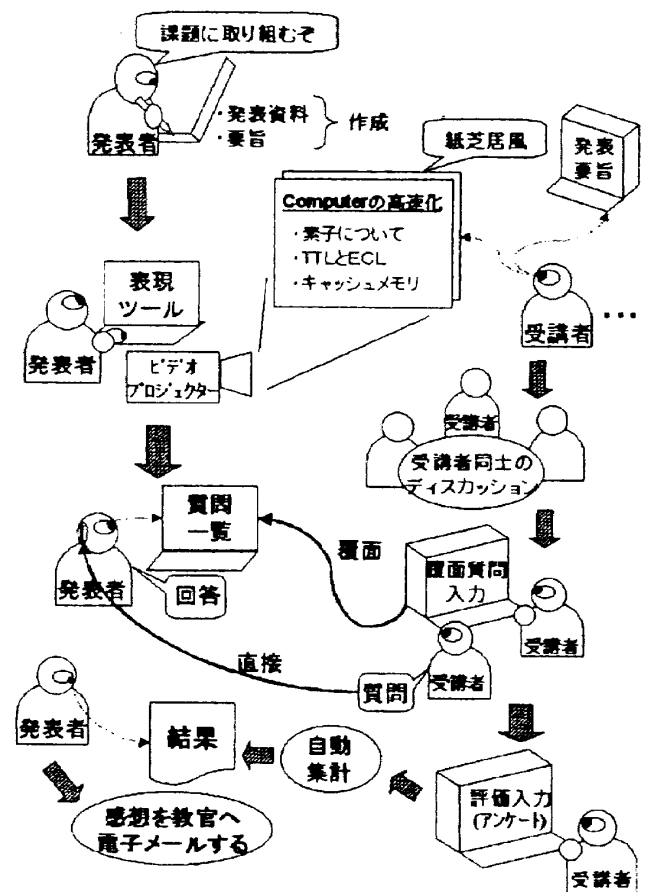 課題に取り組むぞ
発表者
・発表資料
・要旨
作成
紙芝居風
発表
要旨
Computerの高速化
・素子について
・TTLとECL
・キャッシュメモリ
受講者
...
表現
ツール
発表者
ビデオ
プロジェクター
受講者
受講者同士の
ディスカッション
質問
一覧
発表者
回答
覆面
覆面質問
入力
受講者
直接
質問
受講者
発表者
結果
自動
集計
評価入力
(アンケート)
受講者
感想を教官へ
電子メールする